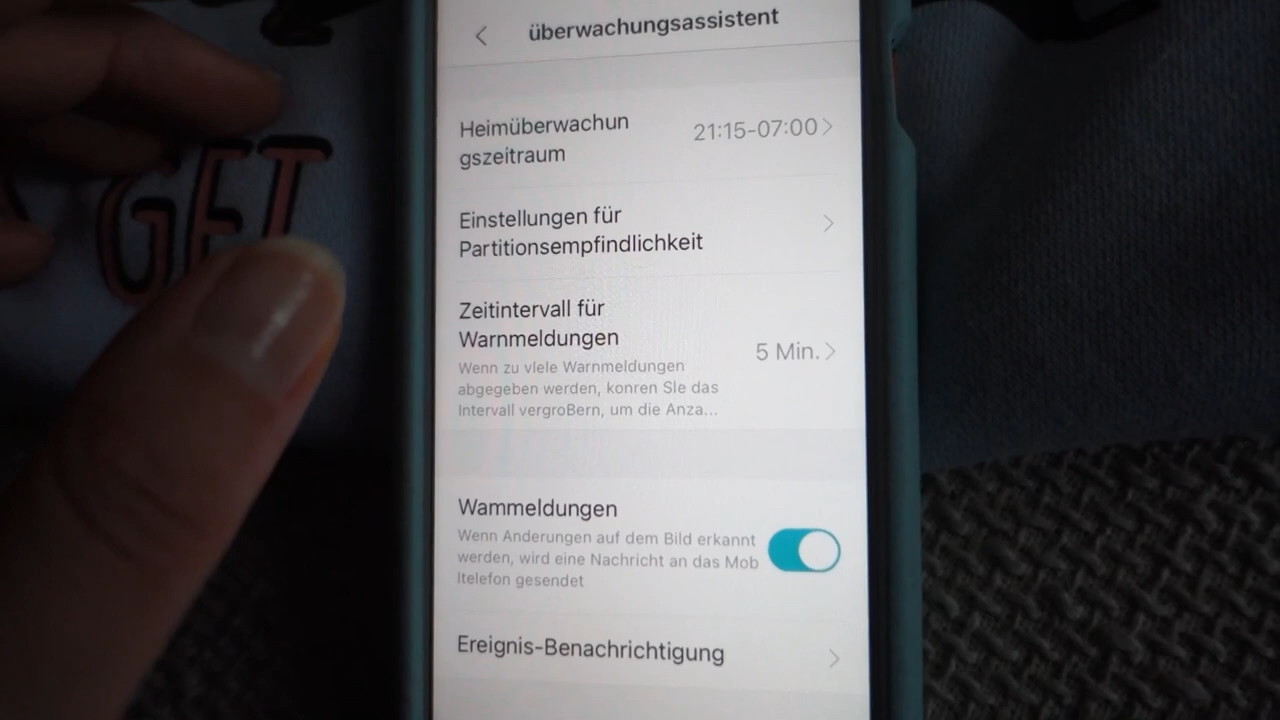 überwachungsassistent
Heimüberwachun
gszeitraum
21:15-07:00
Einstellungen für
Partitionsempfindlichkeit
Zeitintervall für
Warnmeldungen
5 Min.
Wenn zu vlele Warnmeldungen
abgegeben werden, konren SIe das
Intervall vergroBern, um die Anza...
Wammeldungen
Wenn Anderungen auf dem Bild erkannt
werden, wird eine Nachricht an das Mob
Itelefon gesendet
Ereignis-Benachrichtigung
GET